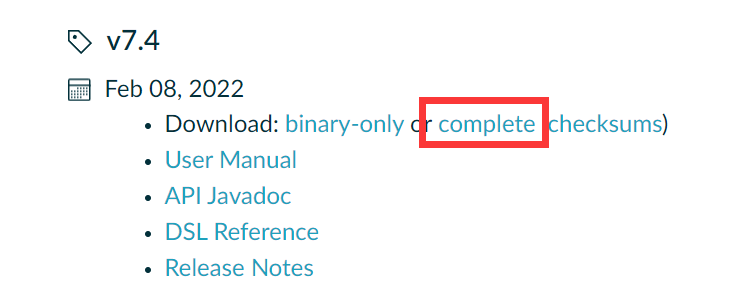 v7.4
Feb 08, 2022
• Download: binary-only or complete checksums)
• User Manual
• API Javadoc
• DSL Reference
• Release Notes